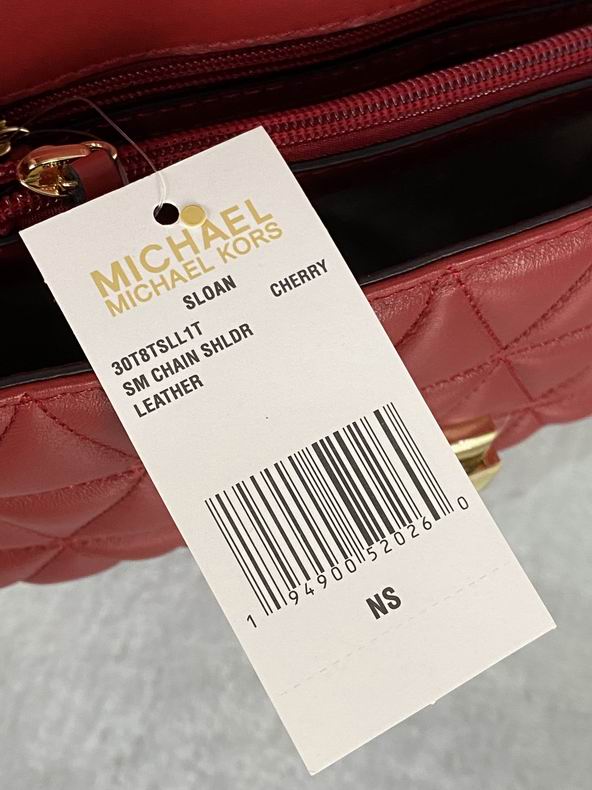 MICHAEL
MICHAEL KORS
SLOAN CHERRY
30T8TSLL1T
SM CHAIN SHLDR
LEATHER
1 94900 52026 0
NS